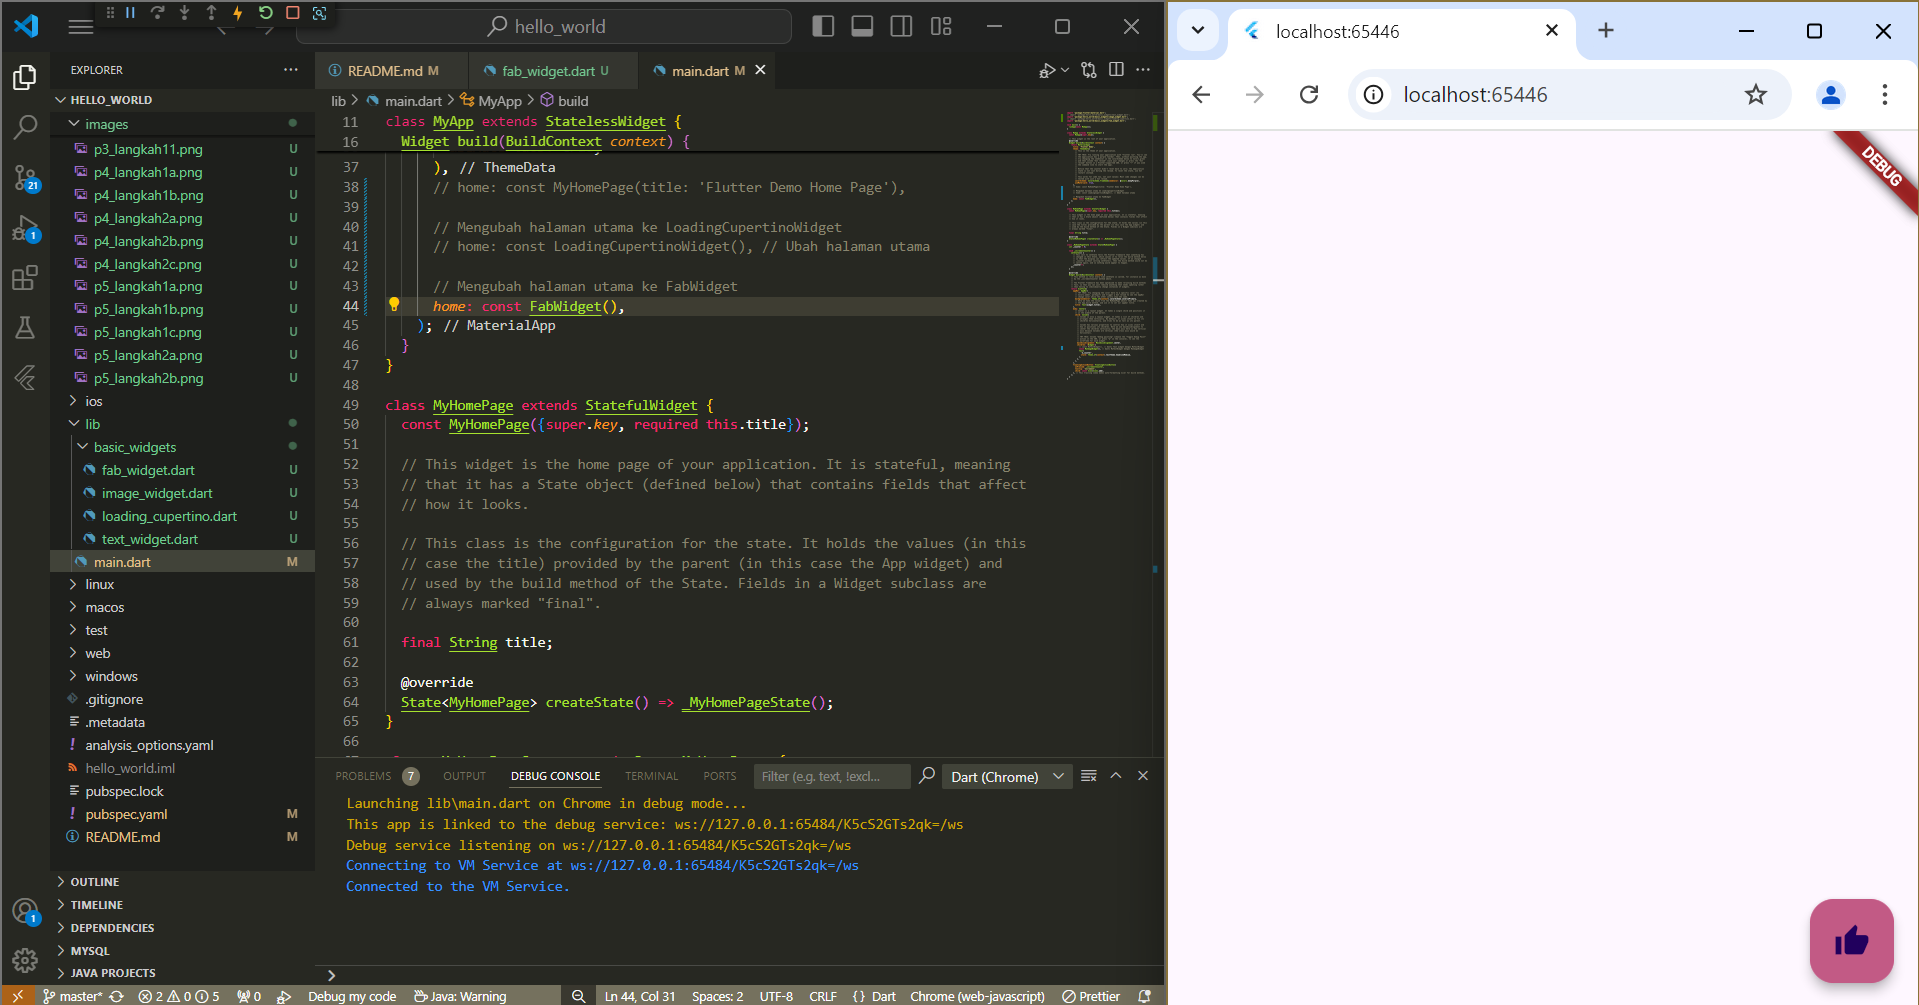 hello_world
EXPLORER
HELLO_WORLD
images
p3_langkah11.png U
p4_langkah1a.png U
p4_langkah1b.png U
p4_langkah2a.png U
p4_langkah2b.png U
p4_langkah2c.png U
p5_langkah1a.png U
p5_langkah1b.png U
p5_langkah1c.png U
p5_langkah2a.png U
p5_langkah2b.png U
ios
lib
basic_widgets
fab_widget.dart U
image_widget.dart U
loading_cupertino.dart U
text_widget.dart U
main.dart M
linux
macos
test
web
windows
.gitignore
.metadata
analysis_options.yaml
hello_world.iml
pubspec.lock
pubspec.yaml M
README.md M
OUTLINE
TIMELINE
DEPENDENCIES
MYSQL
JAVA PROJECTS
21
1
1
README.md M
fab_widget.dart U
main.dart M
lib > main.dart > MyApp > build
11 class MyApp extends StatelessWidget {
16 Widget build(BuildContext context) {
37 ), // ThemeData
38 // home: const MyHomePage(title: 'Flutter Demo Home Page'),
39
40 // Mengubah halaman utama ke LoadingCupertinoWidget
41 // home: const LoadingCupertinoWidget(), // Ubah halaman utama
42
43 // Mengubah halaman utama ke FabWidget
44 home: const FabWidget(),
45 ); // MaterialApp
46 }
47 }
48
49 class MyHomePage extends StatefulWidget {
50 const MyHomePage({super.key, required this.title});
51
52 // This widget is the home page of your application. It is stateful, meaning
53 // that it has a State object (defined below) that contains fields that affect
54 // how it looks.
55
56 // This class is the configuration for the state. It holds the values (in this
57 // case the title) provided by the parent (in this case the App widget) and
58 // used by the build method of the State. Fields in a Widget subclass are
59 // always marked "final".
60
61 final String title;
62
63 @override
64 State<MyHomePage> createState() => _MyHomePageState();
65 }
66
PROBLEMS 7 OUTPUT DEBUG CONSOLE TERMINAL PORTS Filter (e.g. text, !excl... Dart (Chrome)
Launching lib\main.dart on Chrome in debug mode...
This app is linked to the debug service: ws://127.0.0.1:65484/K5cS2GTs2qk=/ws
Debug service listening on ws://127.0.0.1:65484/K5cS2GTs2qk=/ws
Connecting to VM Service at ws://127.0.0.1:65484/K5cS2GTs2qk=/ws
Connected to the VM Service.
master* 2 0 5 0 Debug my code Java: Warning Ln 44, Col 31 Spaces: 2 UTF-8 CRLF {} Dart Chrome (web-javascript) Prettier
localhost:65446
localhost:65446
DEBUG